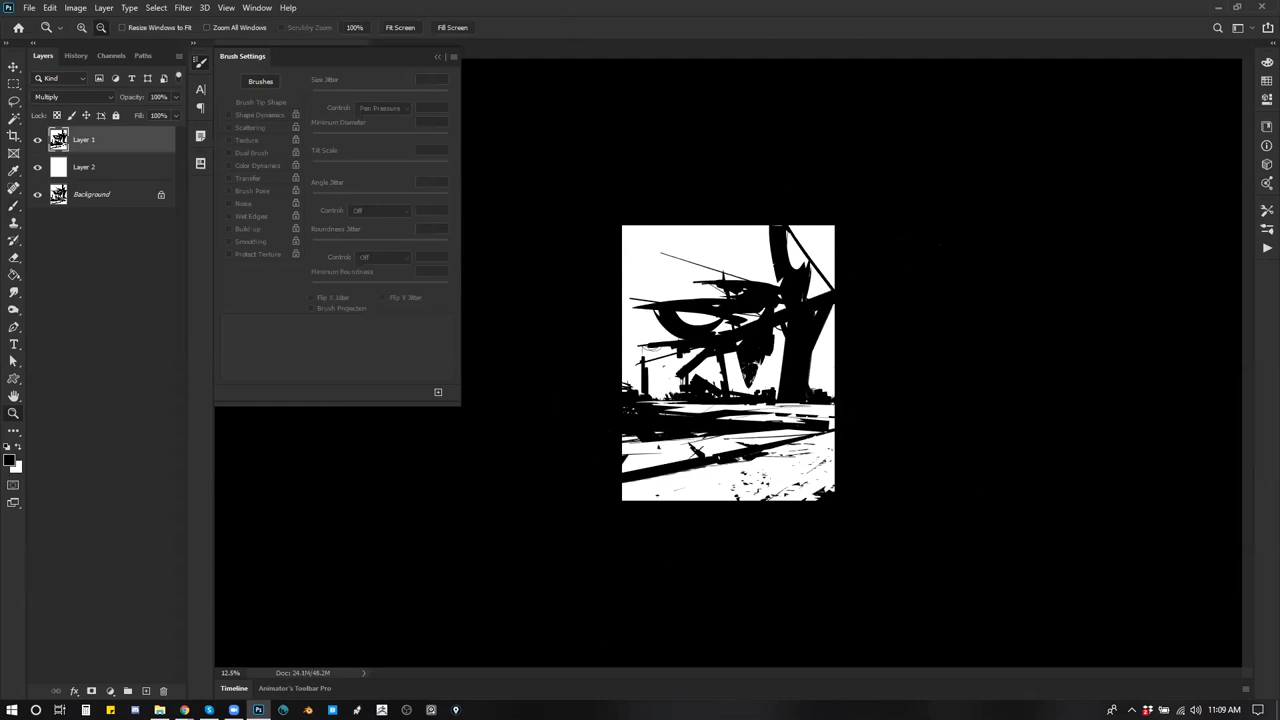 Ps File Edit Image Layer Type Select Filter 3D View Window Help
Resize Windows to Fit Zoom All Windows Scrubby Zoom 100% Fit Screen Fill Screen
Layers History Channels Paths
Kind
Multiply Opacity: 100%
Lock: Fill: 100%
Layer 1
Layer 2
Background
Brush Settings
Brushes
Brush Tip Shape
Shape Dynamics
Scattering
Texture
Dual Brush
Color Dynamics
Transfer
Brush Pose
Noise
Wet Edges
Build-up
Smoothing
Protect Texture
Size Jitter
Control: Pen Pressure
Minimum Diameter
Tilt Scale
Angle Jitter
Control: Off
Roundness Jitter
Control: Off
Minimum Roundness
Flip X Jitter Flip Y Jitter
Brush Projection
12.5% Doc: 24.1M/48.2M
Timeline Animator's Toolbar Pro
Ps
11:09 AM